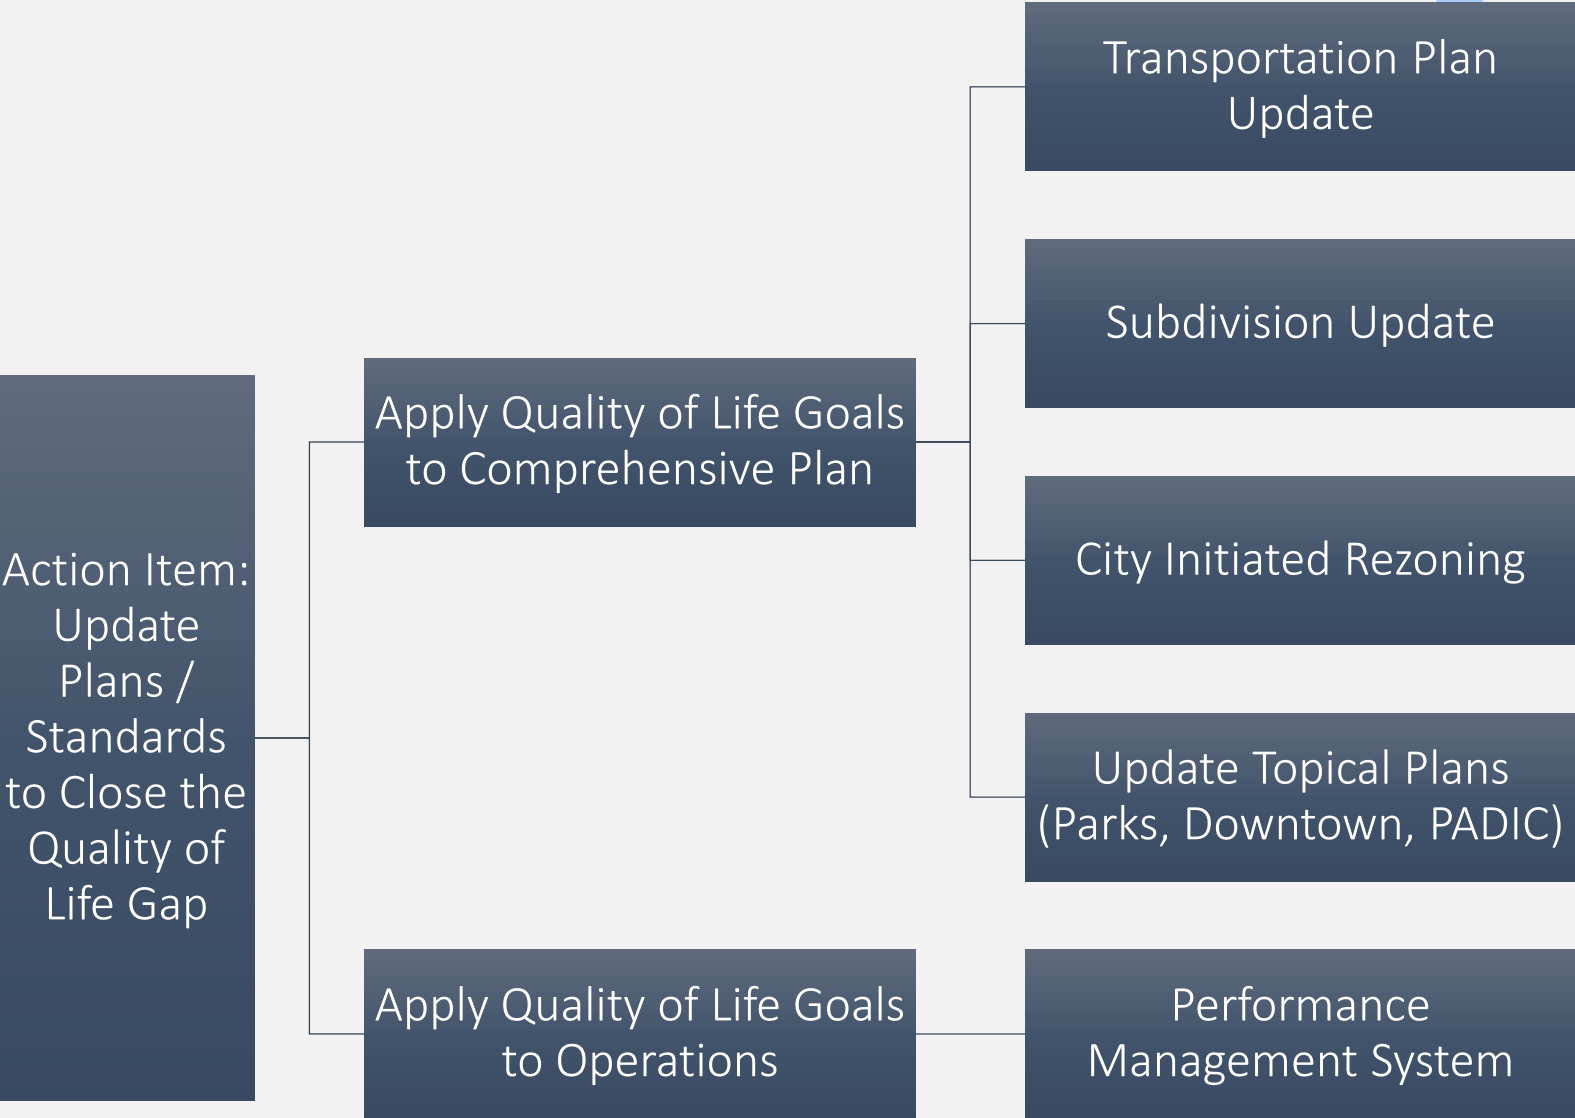 Action Item:
Update
Plans /
Standards
to Close the
Quality of
Life Gap
Apply Quality of Life Goals
to Comprehensive Plan
Transportation Plan
Update
Subdivision Update
City Initiated Rezoning
Update Topical Plans
(Parks, Downtown, PADIC)
Apply Quality of Life Goals
to Operations
Performance
Management System